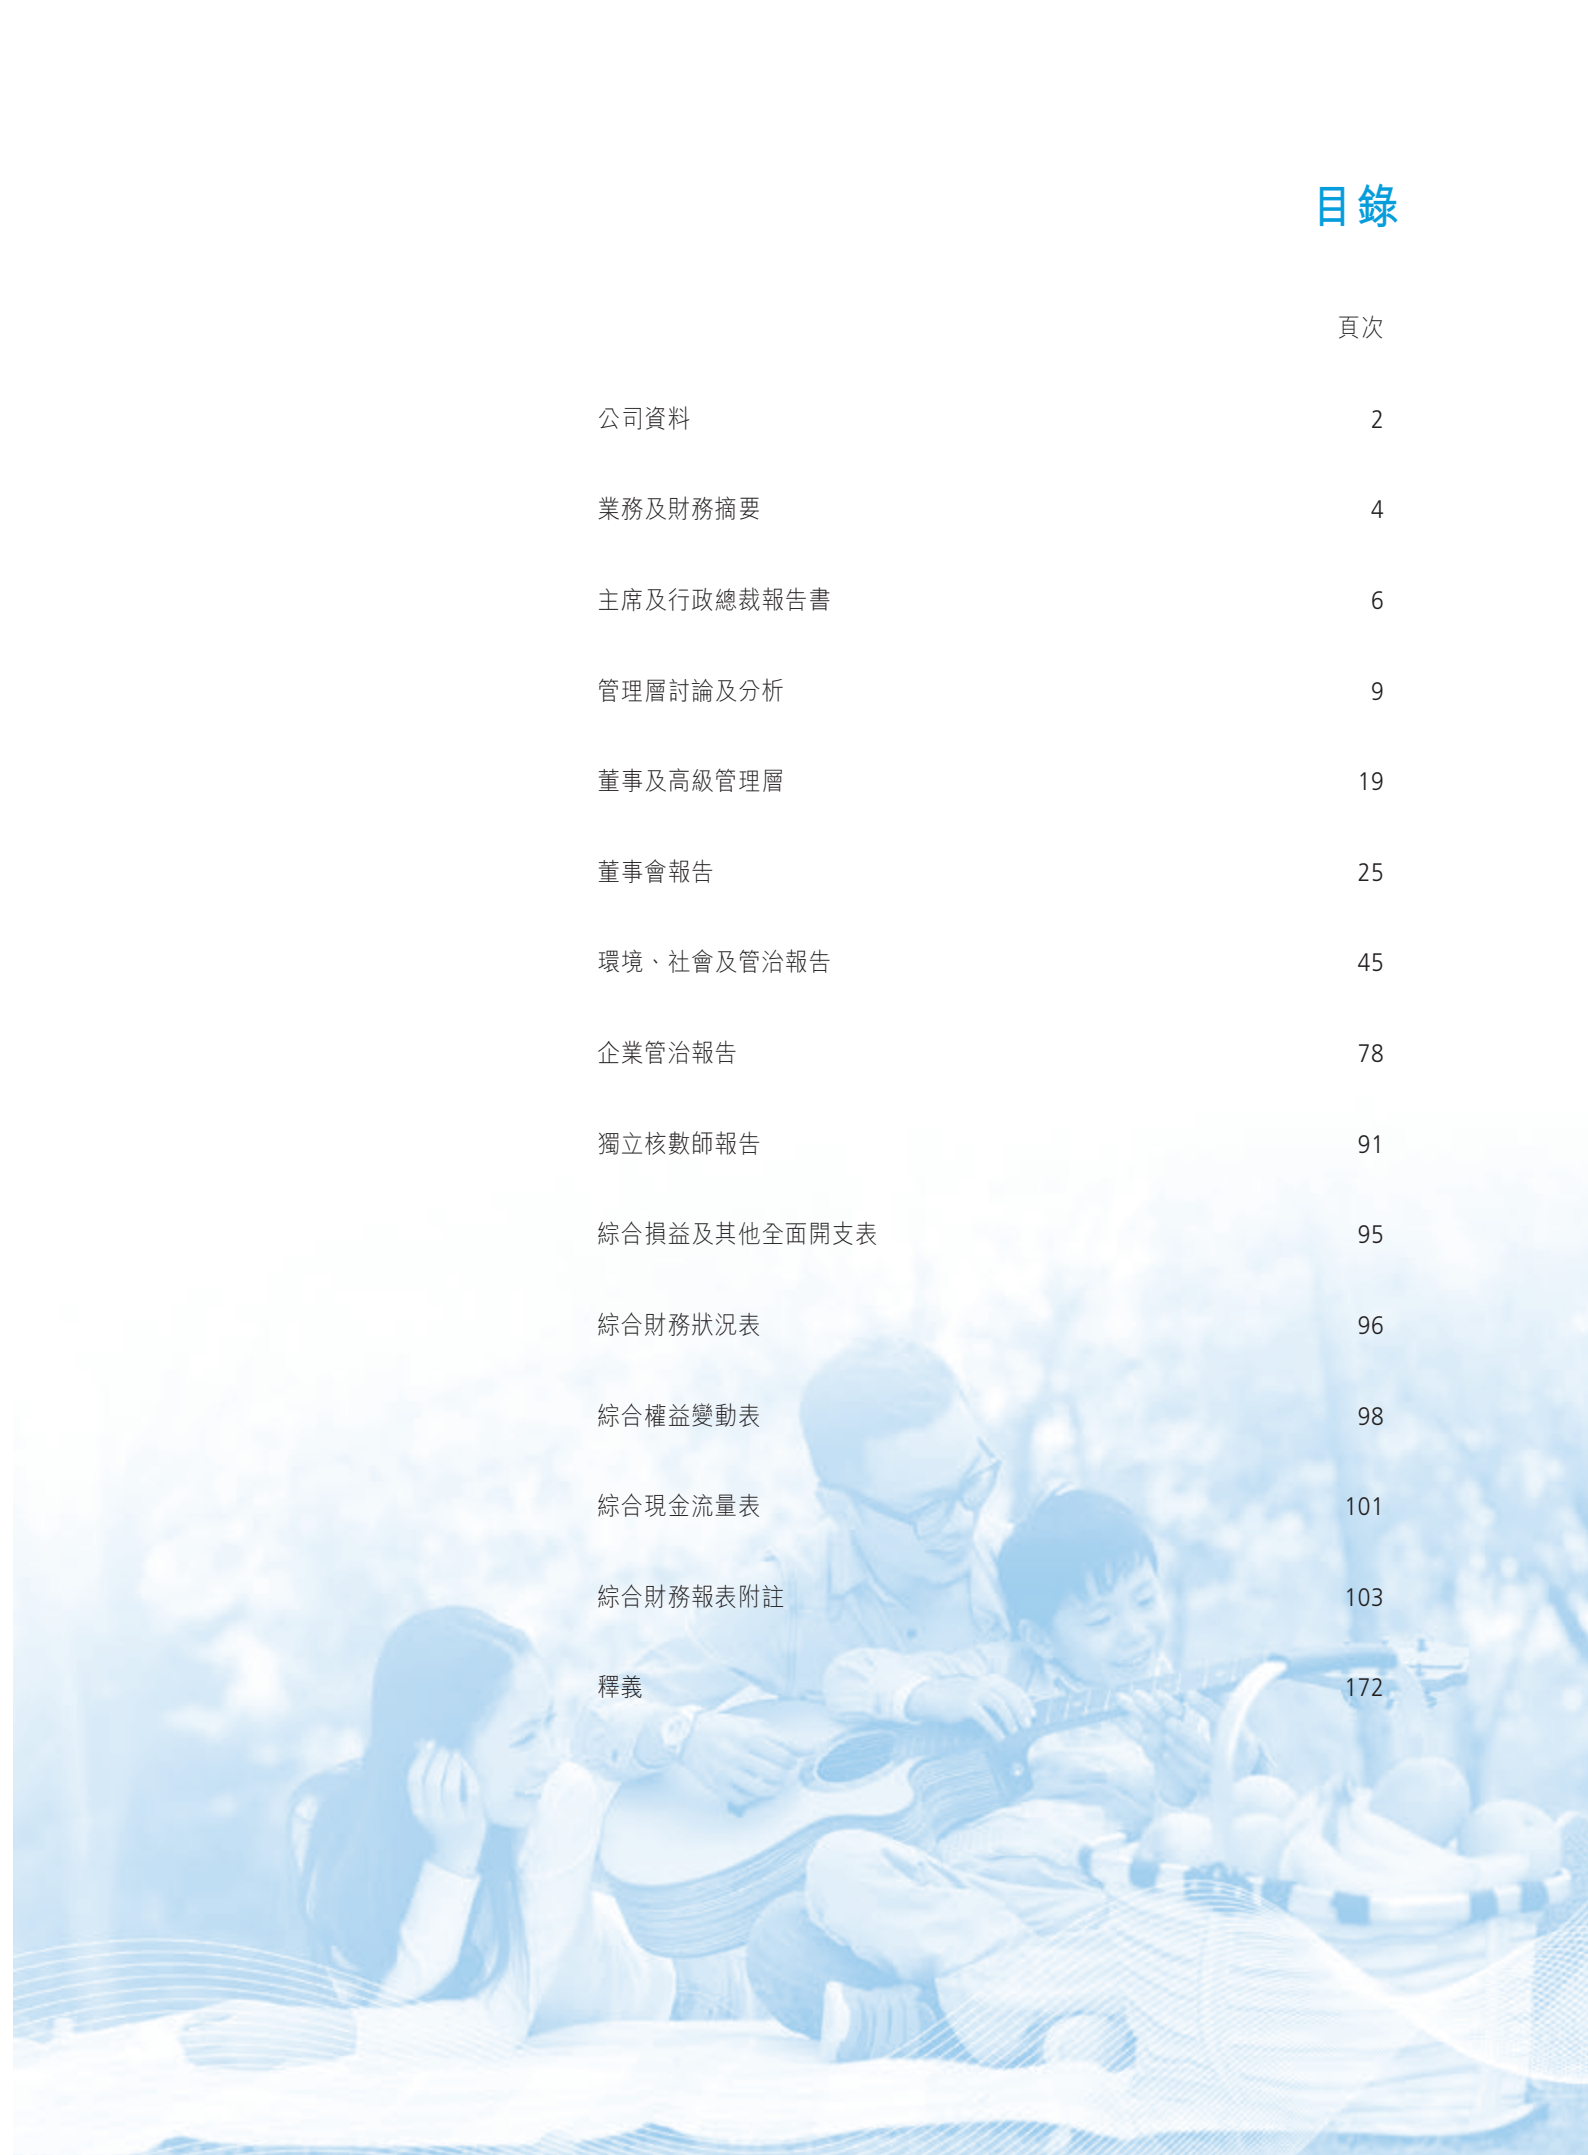 目錄
頁次
公司資料 2
業務及財務摘要 4
主席及行政總裁報告書 6
管理層討論及分析 9
董事及高級管理層 19
董事會報告 25
環境、社會及管治報告 45
企業管治報告 78
獨立核數師報告 91
綜合損益及其他全面開支表 95
綜合財務狀況表 96
綜合權益變動表 98
綜合現金流量表 101
綜合財務報表附註 103
釋義 172